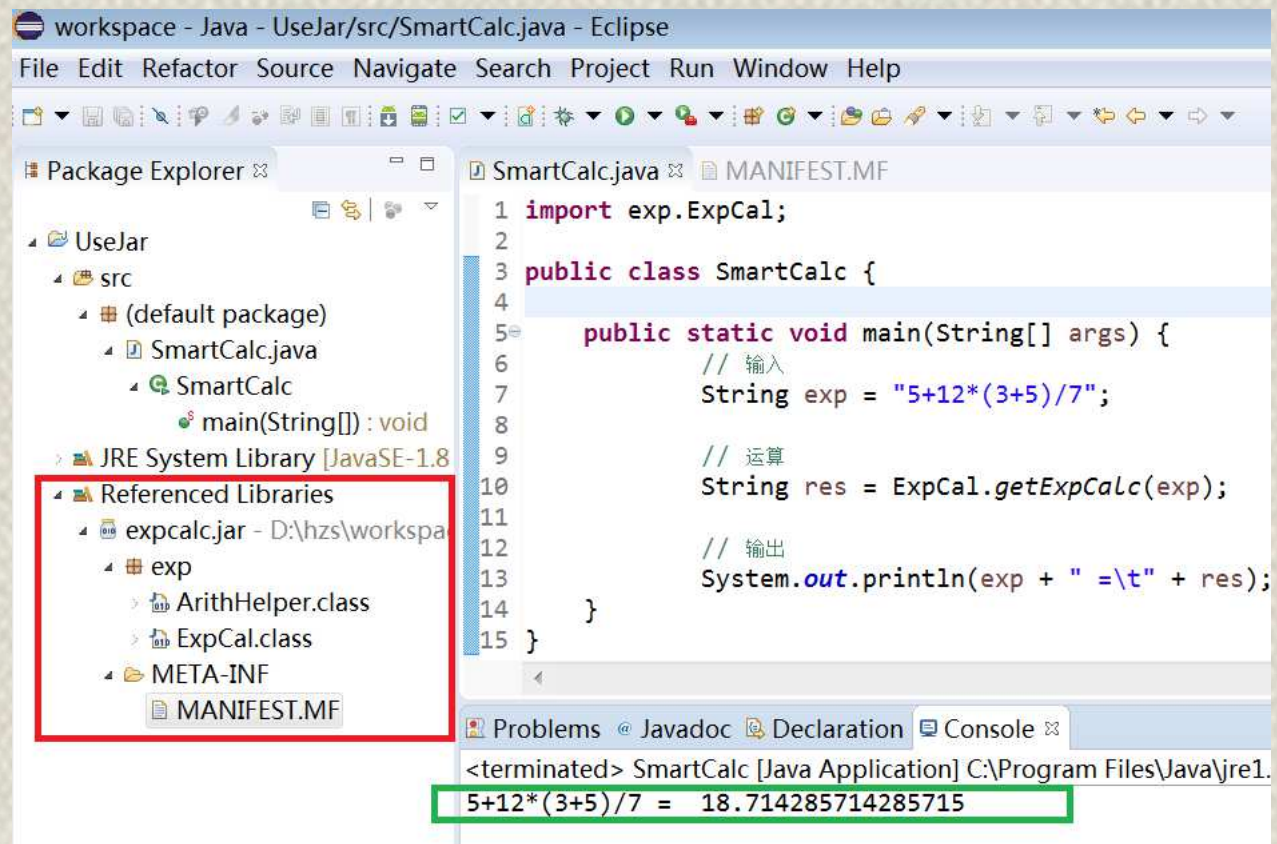 workspace - Java - UseJar/src/SmartCalc.java - Eclipse
File Edit Refactor Source Navigate Search Project Run Window Help
Package Explorer
UseJar
src
(default package)
SmartCalc.java
SmartCalc
main(String[]) : void
JRE System Library [JavaSE-1.8
Referenced Libraries
expcalc.jar - D:\hzs\workspa
exp
ArithHelper.class
ExpCal.class
META-INF
MANIFEST.MF
SmartCalc.java MANIFEST.MF
1 import exp.ExpCal;
2
3 public class SmartCalc {
4
5 public static void main(String[] args) {
6 // 输入
7 String exp = "5+12*(3+5)/7";
8
9 // 运算
10 String res = ExpCal.getExpCalc(exp);
11
12 // 输出
13 System.out.println(exp + " =\t" + res);
14 }
15 }
Problems @ Javadoc Declaration Console
<terminated> SmartCalc [Java Application] C:\Program Files\Java\jre1.
5+12*(3+5)/7 = 18.714285714285715